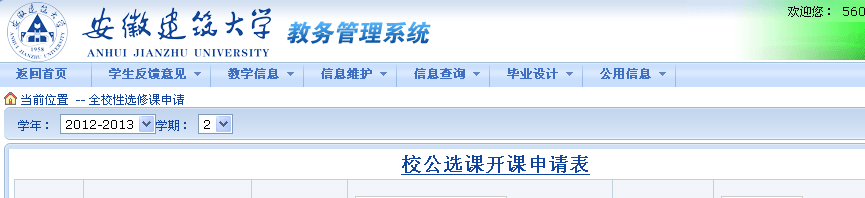 安徽建筑大学
ANHUI JIANZHU UNIVERSITY
1958
教务管理系统
欢迎您： 560
返回首页 学生反馈意见 教学信息 信息维护 信息查询 毕业设计 公用信息
当前位置 -- 全校性选修课申请
学年： 2012-2013 学期： 2
校公选课开课申请表